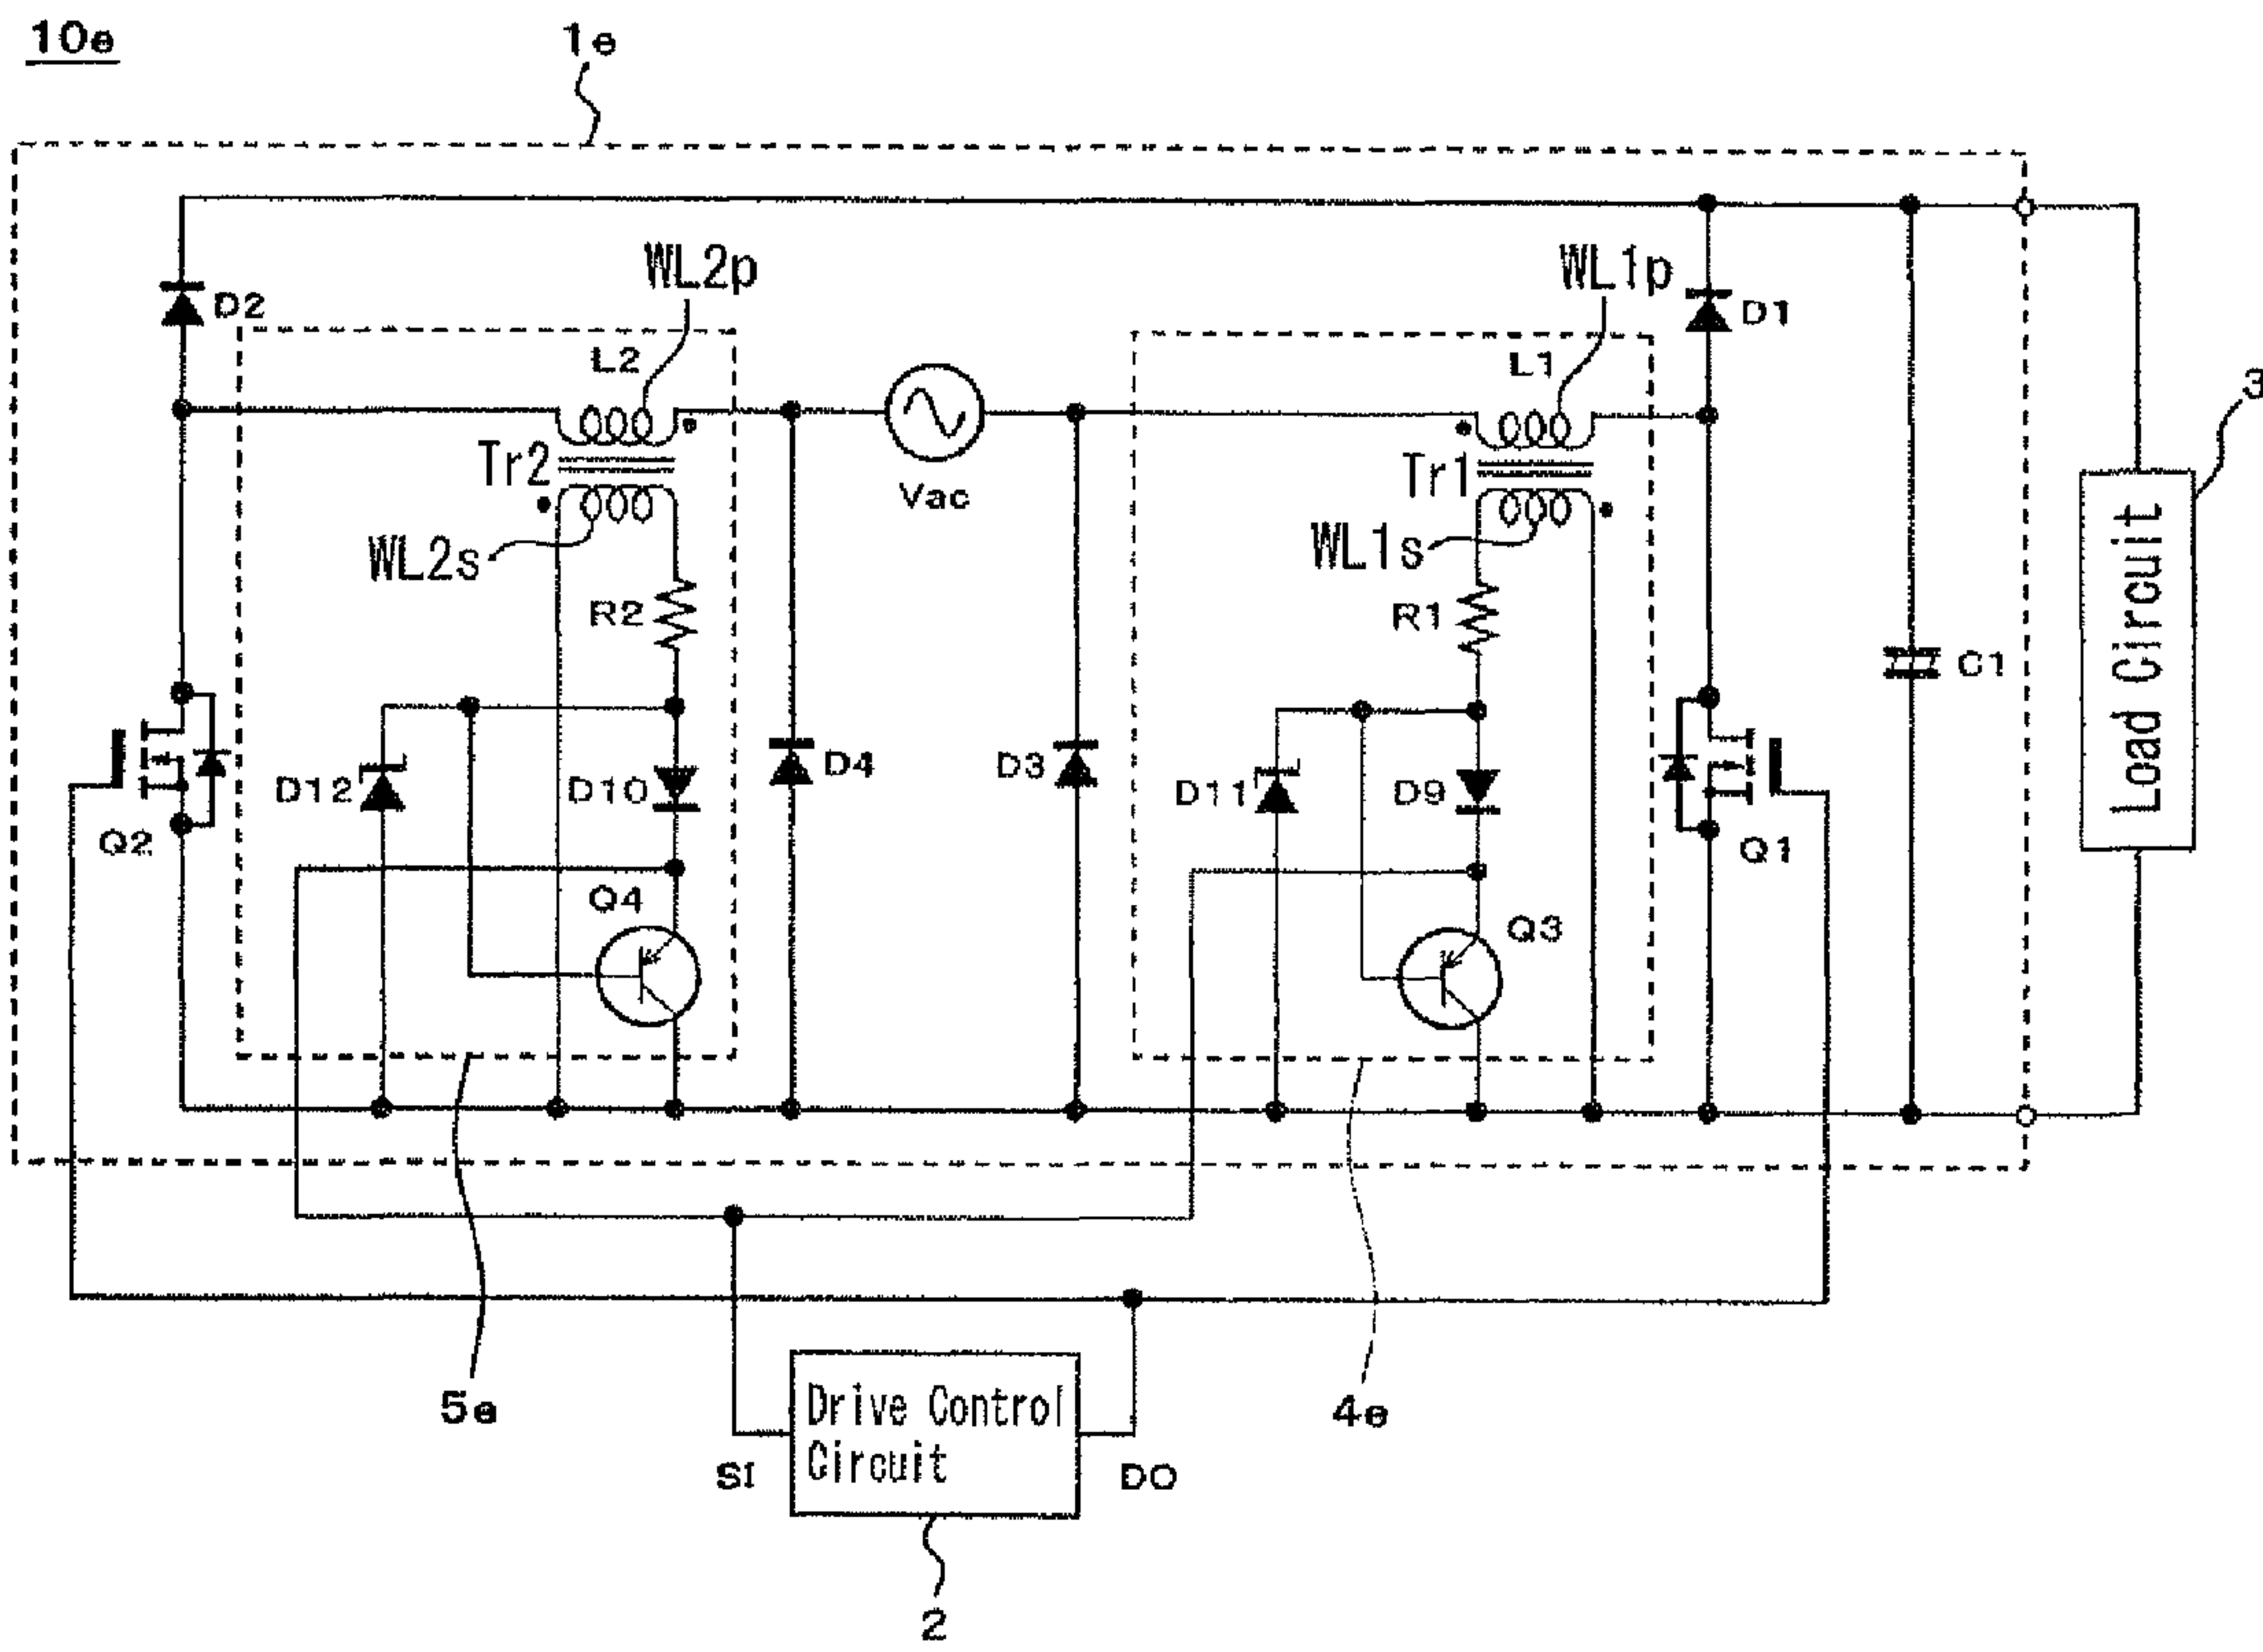 10e
1e
WL2p
WL1p
D2
D1
L2
L1
3
Tr2
Vac
Tr1
WL2s
WL1s
R2
R1
Load Circuit
C1
D12
D10
D4
D3
D11
D9
Q2
Q1
Q4
Q3
5e
4e
Drive Control
Circuit
SI
DO
2